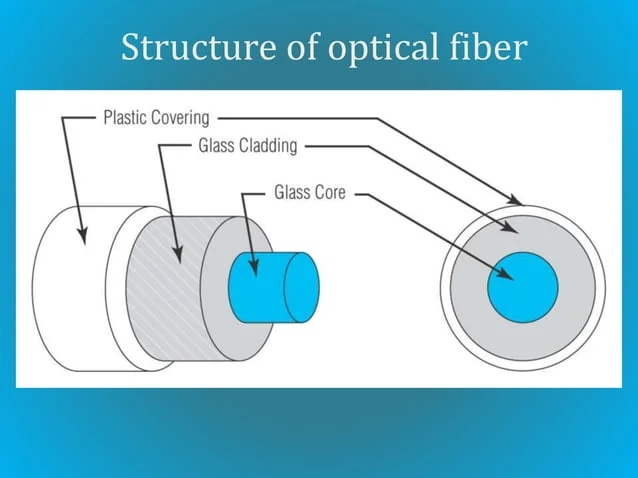 Structure of optical fiber
Plastic Covering
Glass Cladding
Glass Core